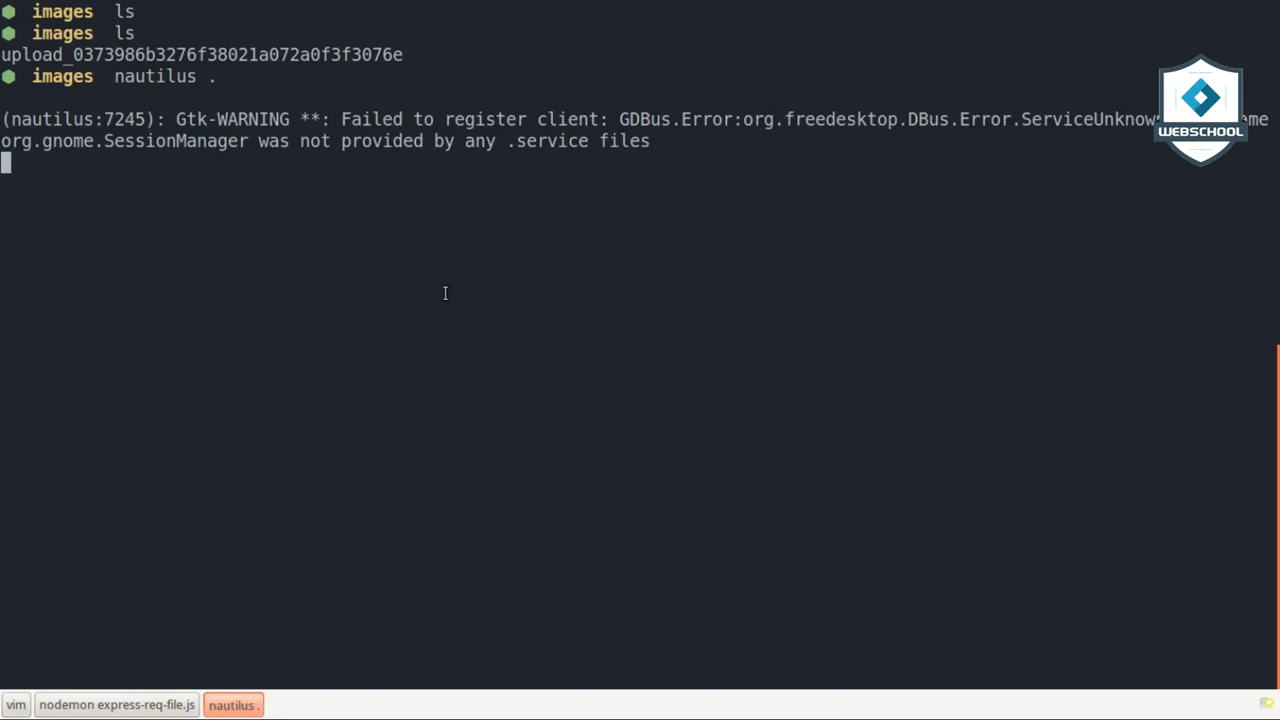 images ls
images ls
upload_0373986b3276f38021a072a0f3f3076e
images nautilus .
(nautilus:7245): Gtk-WARNING **: Failed to register client: GDBus.Error:org.freedesktop.DBus.Error.ServiceUnknow
org.gnome.SessionManager was not provided by any .service files
WEBSCHOOL
vim
nodemon express-req-file.js
nautilus .